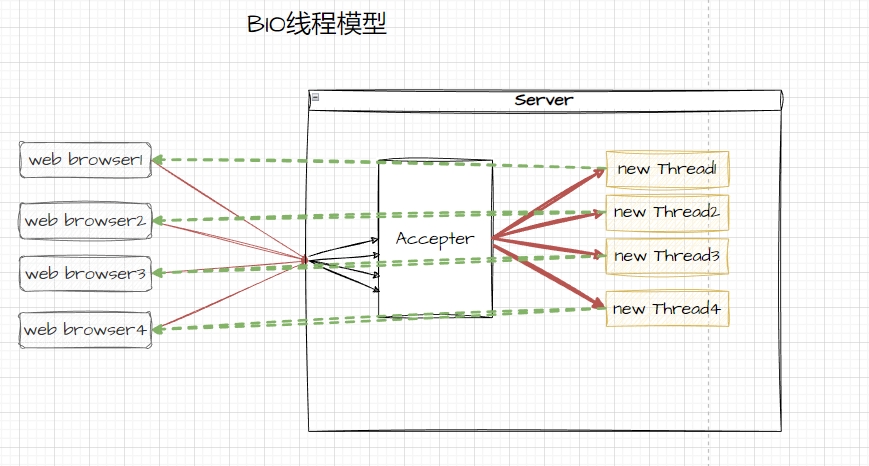 BIO线程模型
Server
web browser1
web browser2
web browser3
web browser4
Accepter
new Thread1
new Thread2
new Thread3
new Thread4